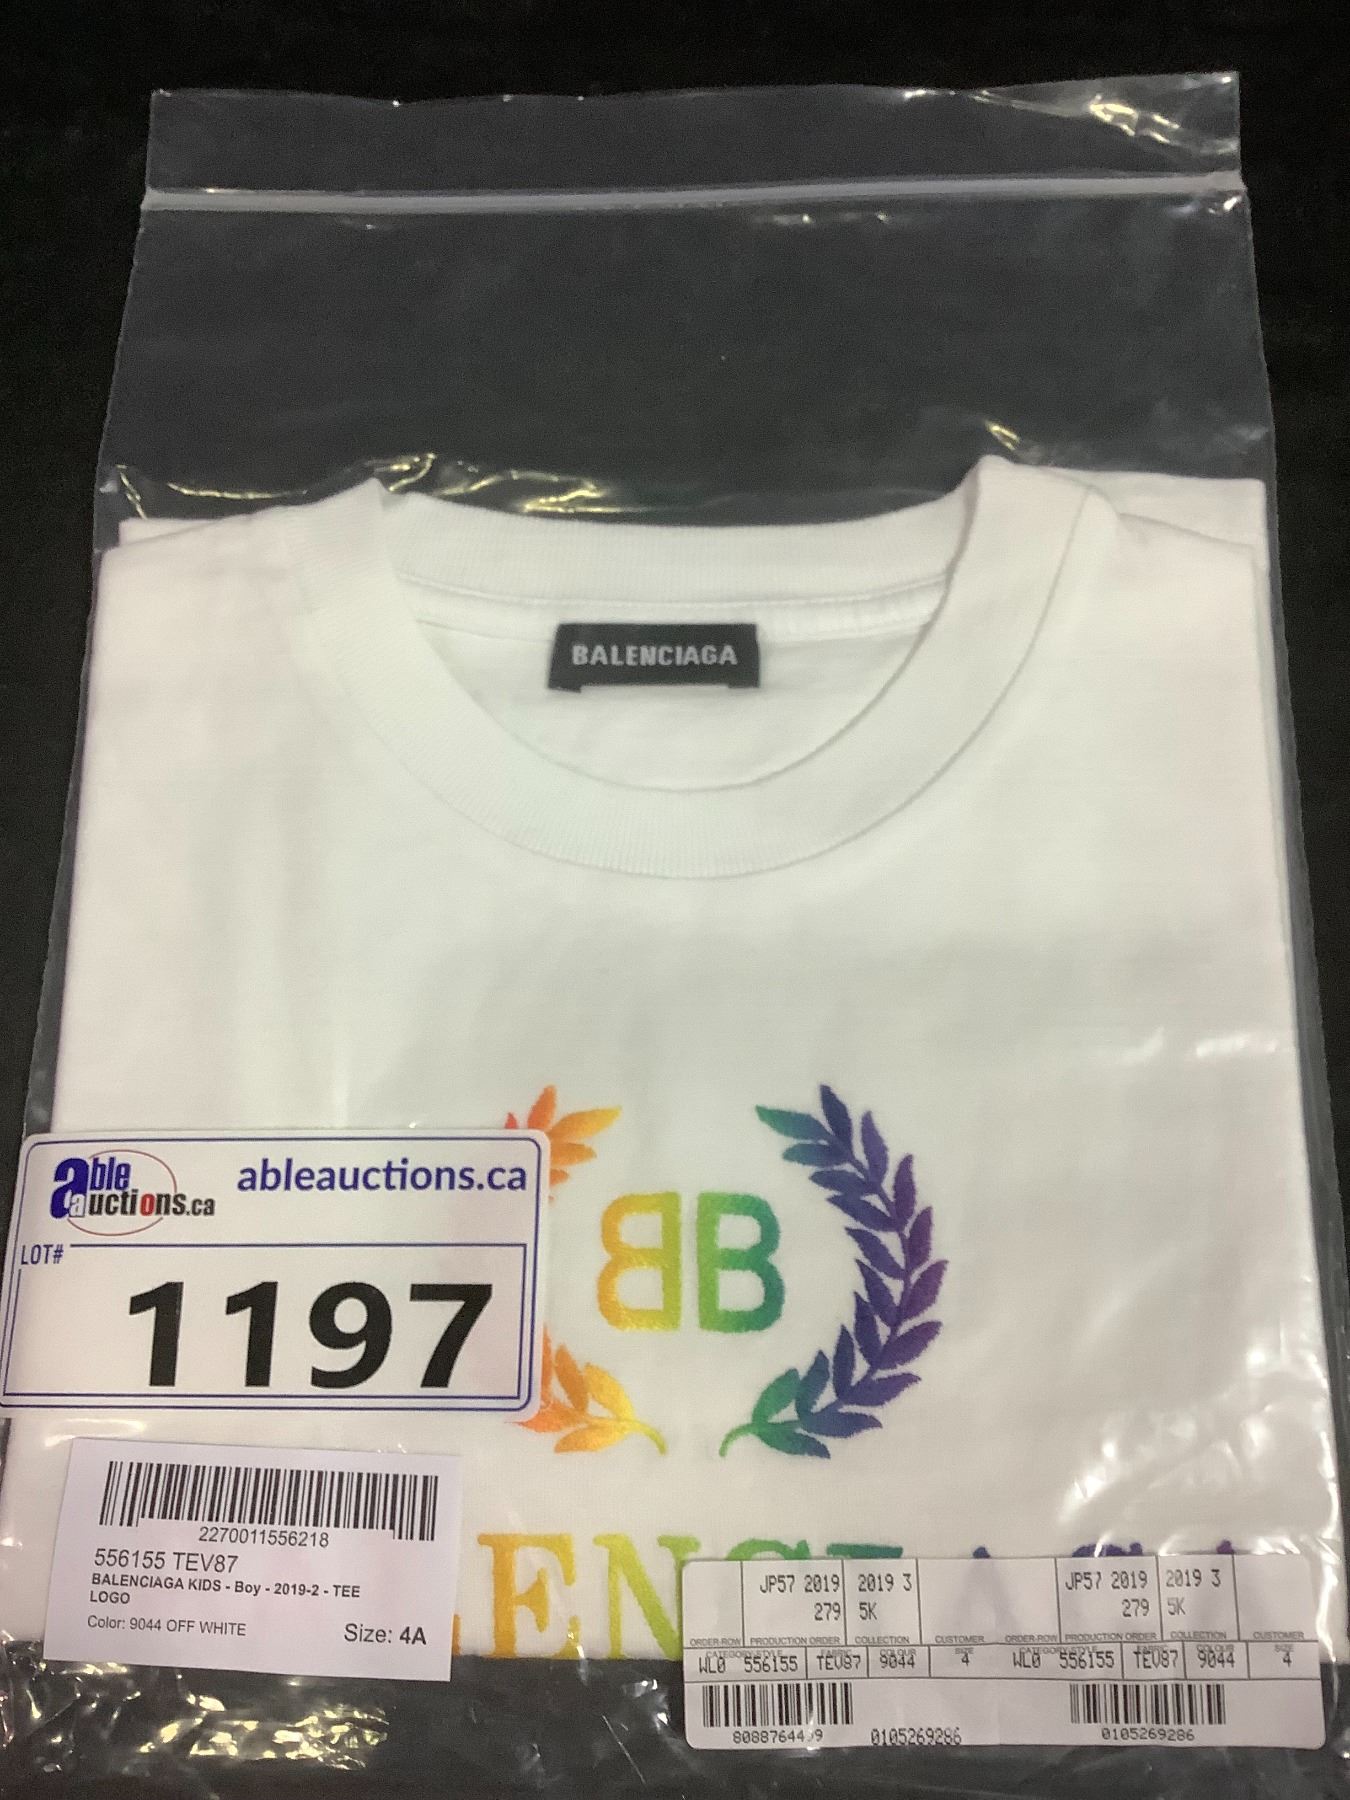 BALENCIAGA
BB
able
auctions.ca
ableauctions.ca
LOT#
1197
2270011556218
556155 TEV87
BALENCIAGA KIDS - Boy - 2019-2 - TEE
LOGO
Color: 9044 OFF WHITE
Size: 4A
JP57 2019 2019 3 JP57 2019 2019 3
279 5K 279 5K
ORDER-ROW PRODUCTION ORDER COLLECTION CUSTOMER ORDER-ROW PRODUCTION ORDER COLLECTION CUSTOMER
WL0 556155 TEV87 9044 4 WL0 556155 TEV87 9044 4
0105269286 0105269286